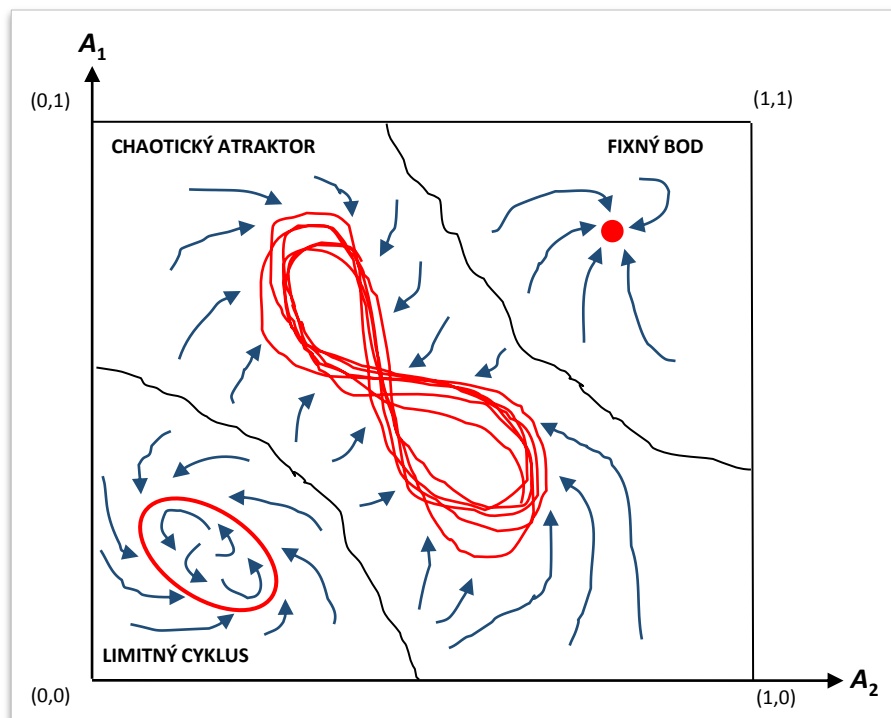 A1
(0,1)
(1,1)
CHAOTICKÝ ATRAKTOR
FIXNÝ BOD
LIMITNÝ CYKLUS
(0,0)
(1,0)
A2